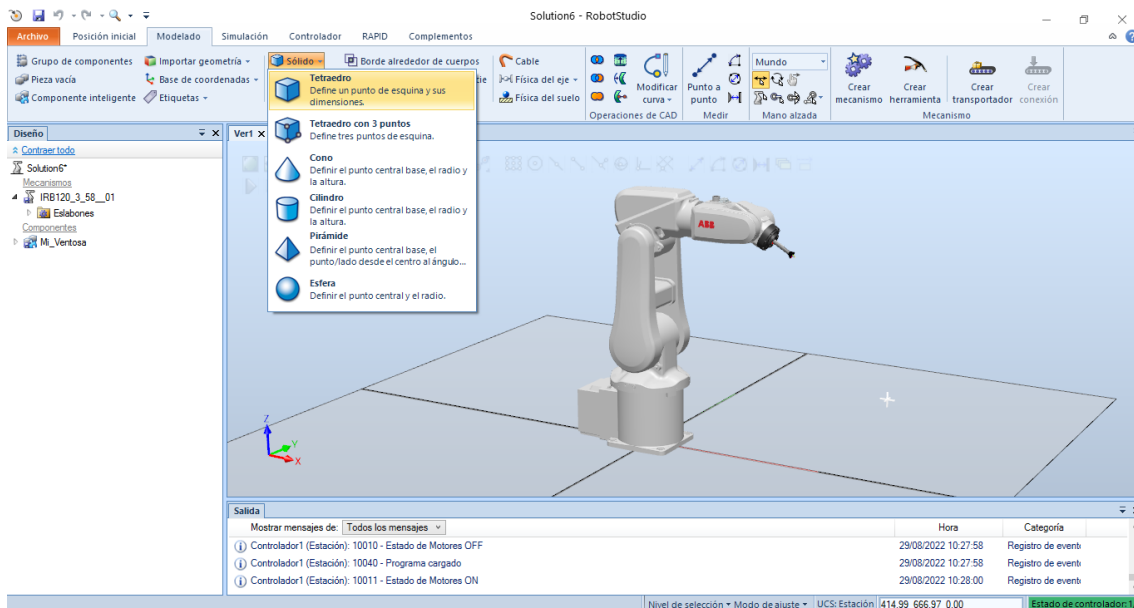 Solution6 - RobotStudio
Archivo Posición inicial Modelado Simulación Controlador RAPID Complementos
Grupo de componentes Importar geometría Sólido Borde alrededor de cuerpos Cable
Pieza vacía Base de coordenadas Física del eje
Componente inteligente Etiquetas Física del suelo
Modificar curva
Operaciones de CAD
Punto a punto
Medir
Mundo
Mano alzada
Crear mecanismo
Crear herramienta
Crear transportador
Crear conexión
Mecanismo
Tetraedro
Define un punto de esquina y sus
dimensiones.
Tetraedro con 3 puntos
Define tres puntos de esquina.
Cono
Definir el punto central base, el radio y
la altura.
Cilindro
Definir el punto central base, el radio y
la altura.
Pirámide
Definir el punto central base, el
punto/lado desde el centro al ángulo...
Esfera
Definir el punto central y el radio.
Diseño
Contraer todo
Solution6*
Mecanismos
IRB120_3_58__01
Eslabones
Componentes
Mi_Ventosa
Ver1
ABB
Z
Y
X
Salida
Mostrar mensajes de: Todos los mensajes Hora Categoría
Controlador1 (Estación): 10010 - Estado de Motores OFF 29/08/2022 10:27:58 Registro de evento
Controlador1 (Estación): 10040 - Programa cargado 29/08/2022 10:27:58 Registro de evento
Controlador1 (Estación): 10011 - Estado de Motores ON 29/08/2022 10:28:00 Registro de evento
Nivel de selección Modo de ajuste UCS: Estación 414.99 666.97 0.00 Estado de controlador: 1